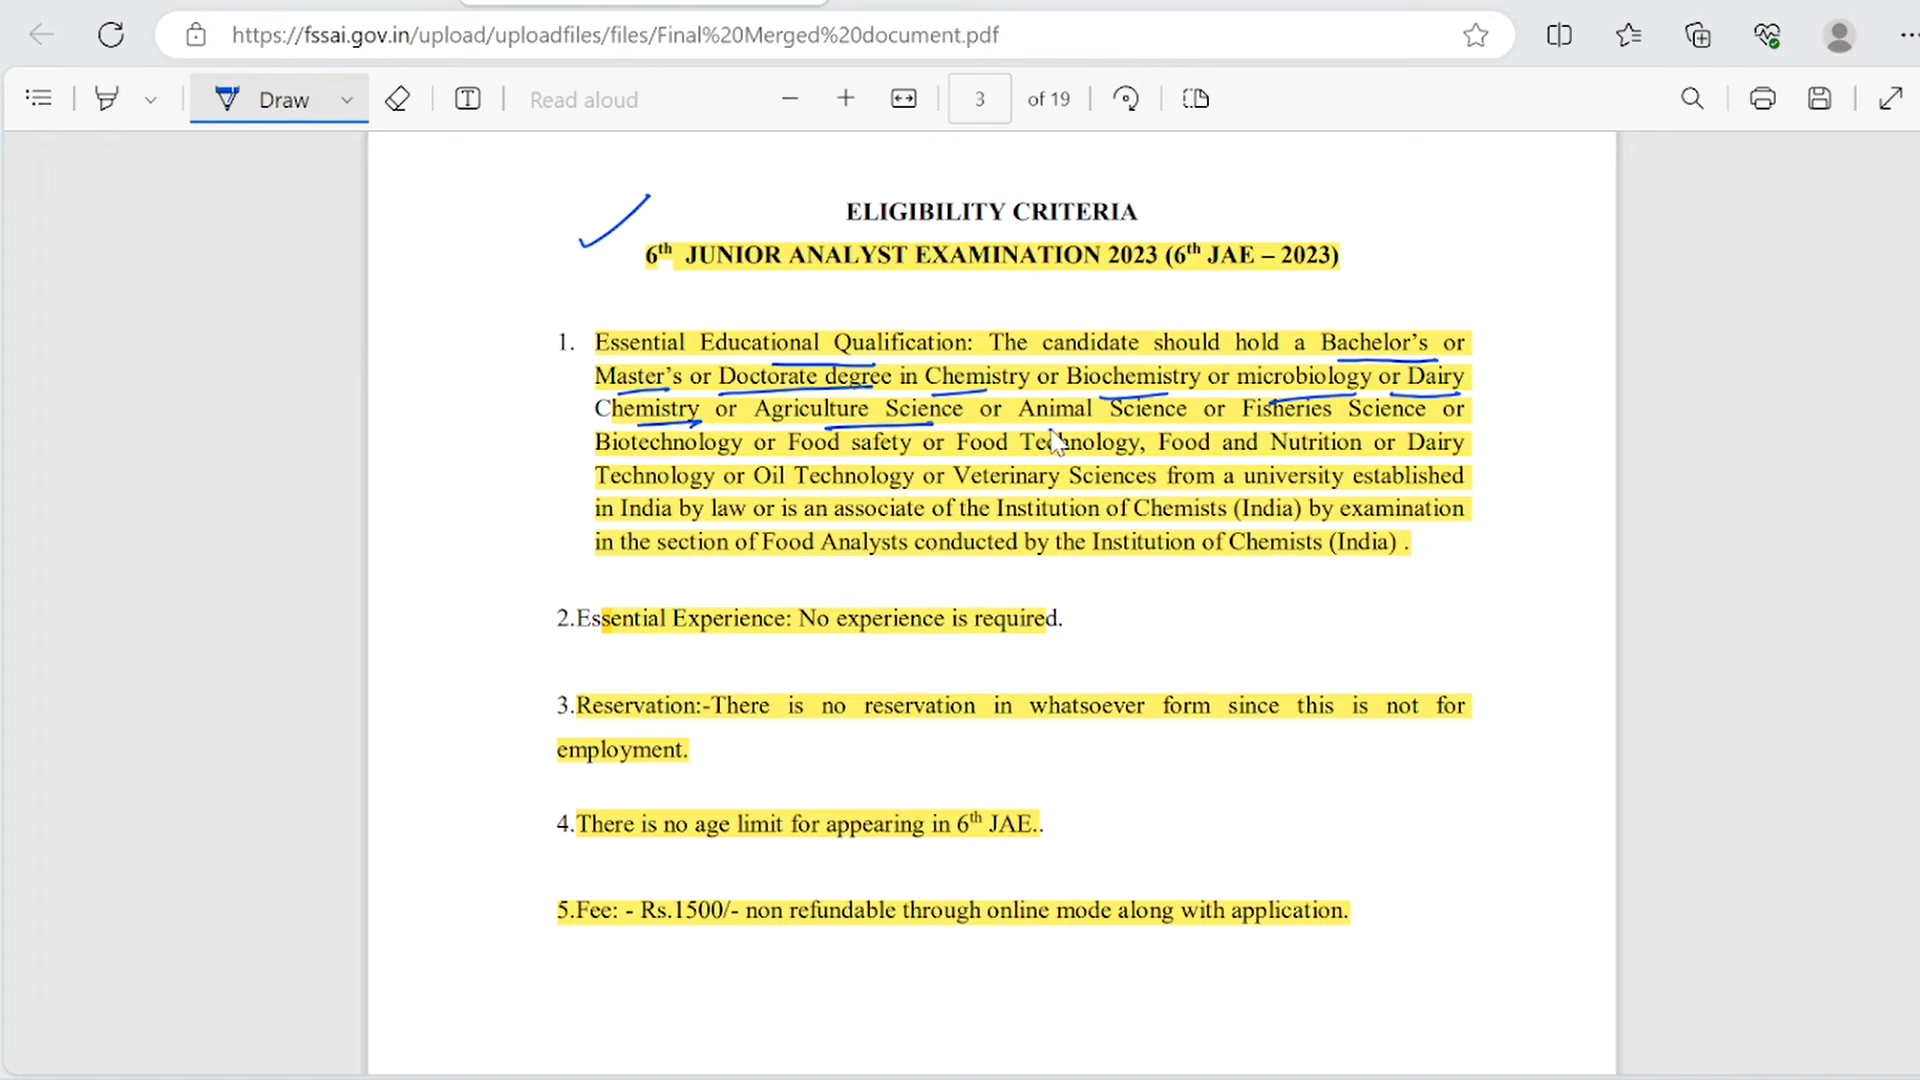 https://fssai.gov.in/upload/uploadfiles/files/Final%20Merged%20document.pdf
Draw Read aloud 3 of 19
ELIGIBILITY CRITERIA
6th JUNIOR ANALYST EXAMINATION 2023 (6th JAE – 2023)
1. Essential Educational Qualification: The candidate should hold a Bachelor’s or
Master’s or Doctorate degree in Chemistry or Biochemistry or microbiology or Dairy
Chemistry or Agriculture Science or Animal Science or Fisheries Science or
Biotechnology or Food safety or Food Technology, Food and Nutrition or Dairy
Technology or Oil Technology or Veterinary Sciences from a university established
in India by law or is an associate of the Institution of Chemists (India) by examination
in the section of Food Analysts conducted by the Institution of Chemists (India) .
2.Essential Experience: No experience is required.
3.Reservation:-There is no reservation in whatsoever form since this is not for
employment.
4.There is no age limit for appearing in 6th JAE..
5.Fee: - Rs.1500/- non refundable through online mode along with application.